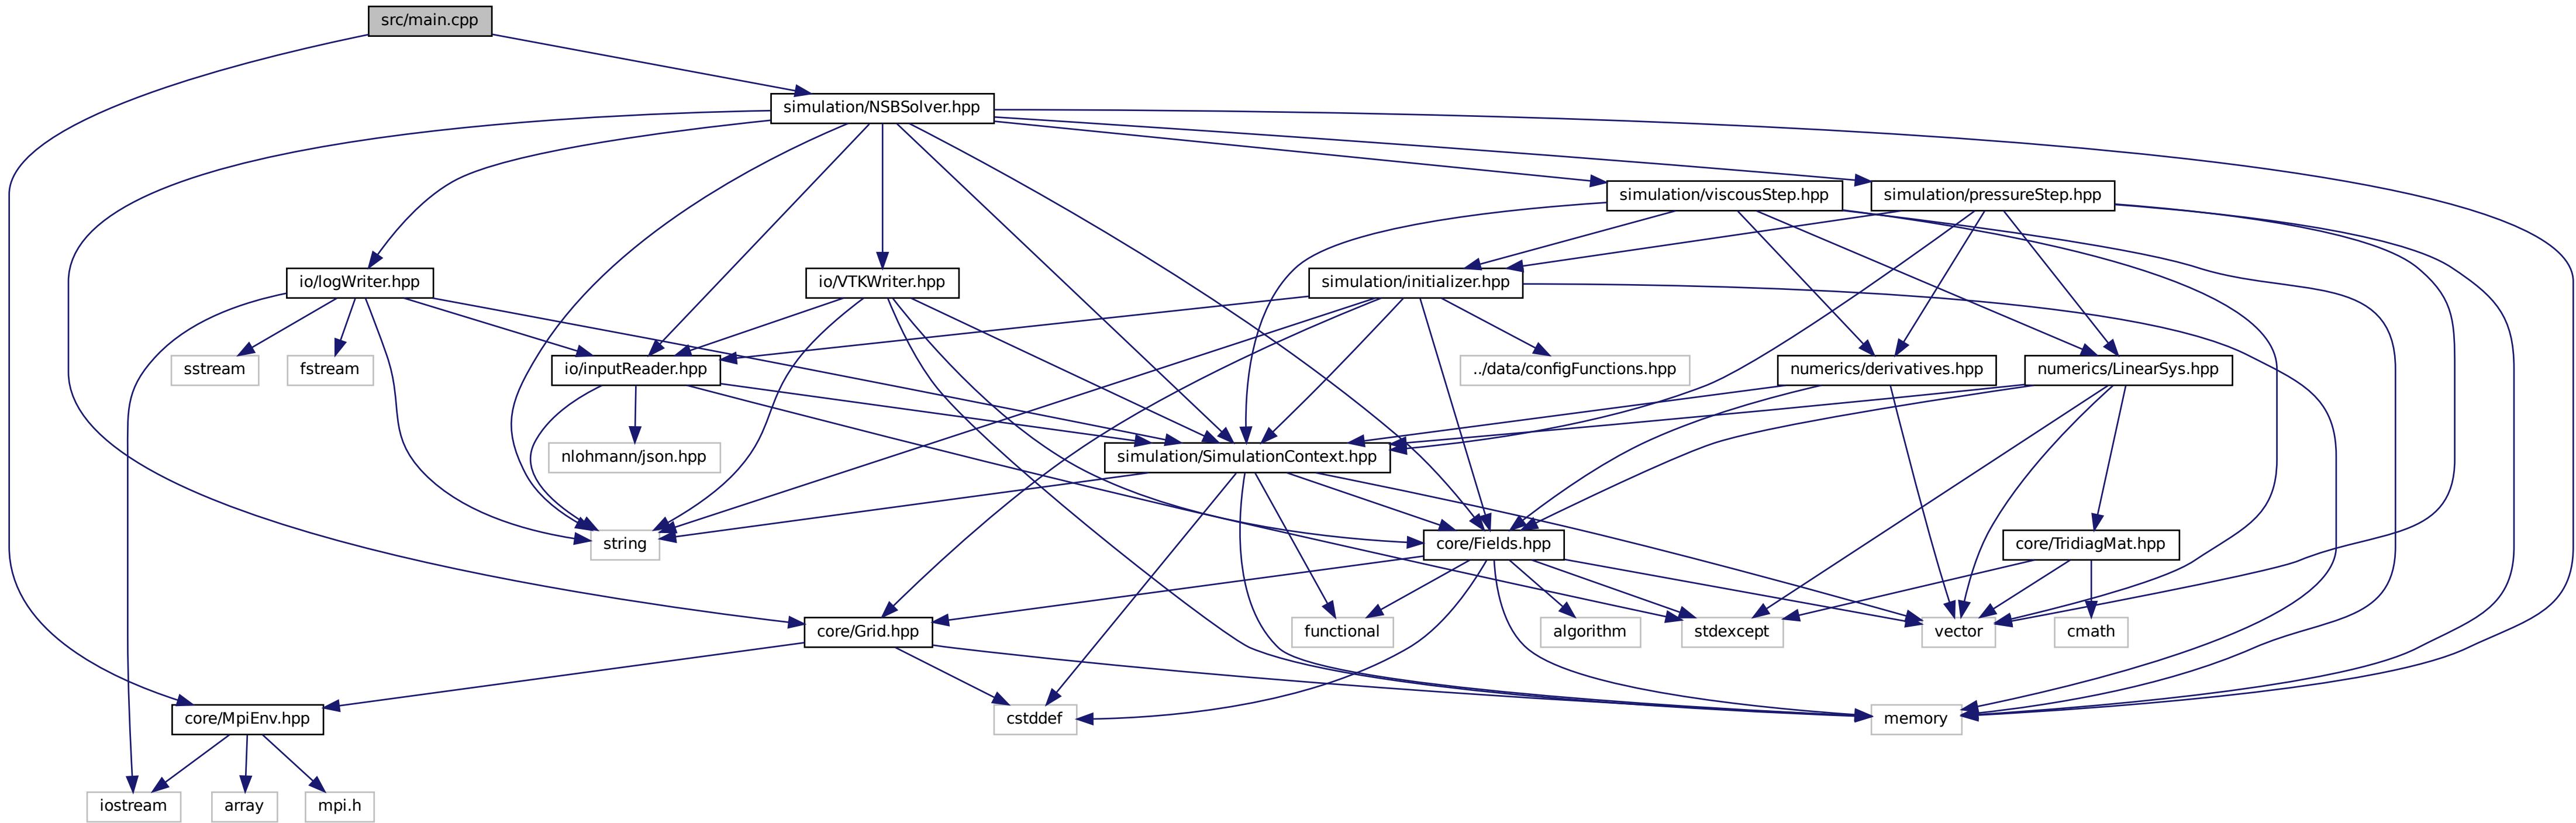 src/main.cpp
simulation/NSBSolver.hpp
simulation/viscousStep.hpp
simulation/pressureStep.hpp
io/logWriter.hpp
io/VTKWriter.hpp
simulation/initializer.hpp
sstream
fstream
io/inputReader.hpp
../data/configFunctions.hpp
numerics/derivatives.hpp
numerics/LinearSys.hpp
nlohmann/json.hpp
simulation/SimulationContext.hpp
string
core/Fields.hpp
core/TridiagMat.hpp
core/Grid.hpp
functional
algorithm
stdexcept
vector
cmath
core/MpiEnv.hpp
cstddef
memory
iostream
array
mpi.h